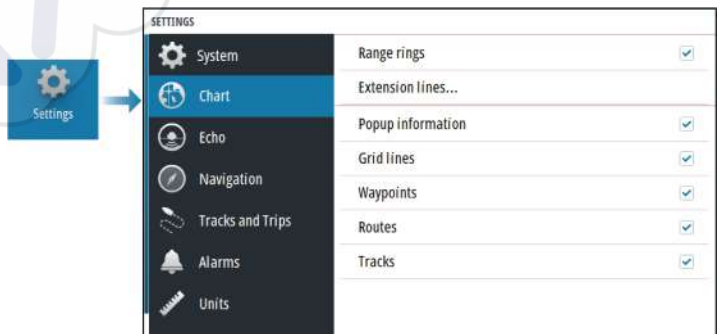 SETTINGS
Settings
System
Chart
Echo
Navigation
Tracks and Trips
Alarms
Units
Range rings
Extension lines...
Popup information
Grid lines
Waypoints
Routes
Tracks